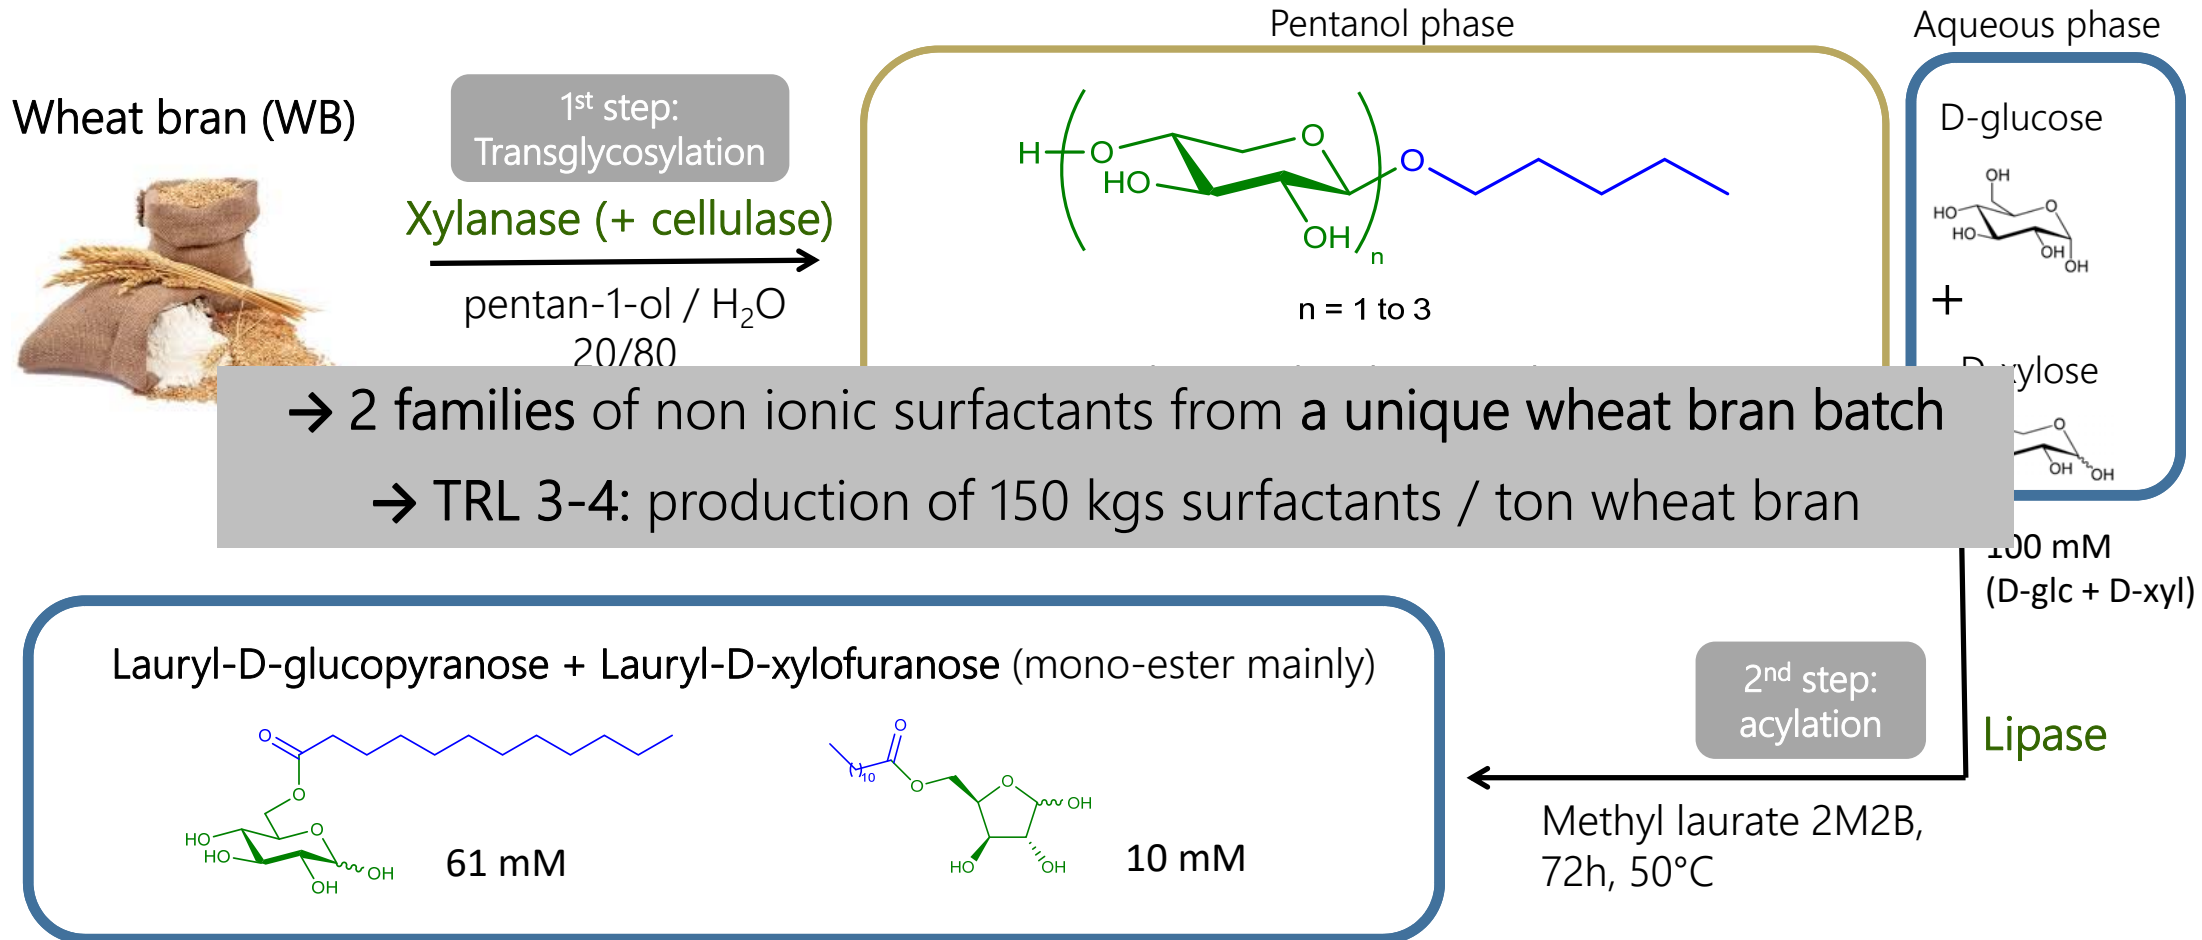 Pentanol phase
Aqueous phase
Wheat bran (WB)
1st step:
Transglycosylation
Xylanase (+ cellulase)
pentan-1-ol / H2O
20/80
H
O
O
HO
OH
n
O
n = 1 to 3
D-glucose
OH
HO
O
HO
OH
OH
+
D-xylose
O
OH
OH
→ 2 families of non ionic surfactants from a unique wheat bran batch
→ TRL 3-4: production of 150 kgs surfactants / ton wheat bran
100 mM
(D-glc + D-xyl)
Lauryl-D-glucopyranose + Lauryl-D-xylofuranose (mono-ester mainly)
O
O
HO
O
HO
OH
OH
61 mM
O
( )10
O
O
OH
HO
OH
10 mM
2nd step:
acylation
Lipase
Methyl laurate 2M2B,
72h, 50°C